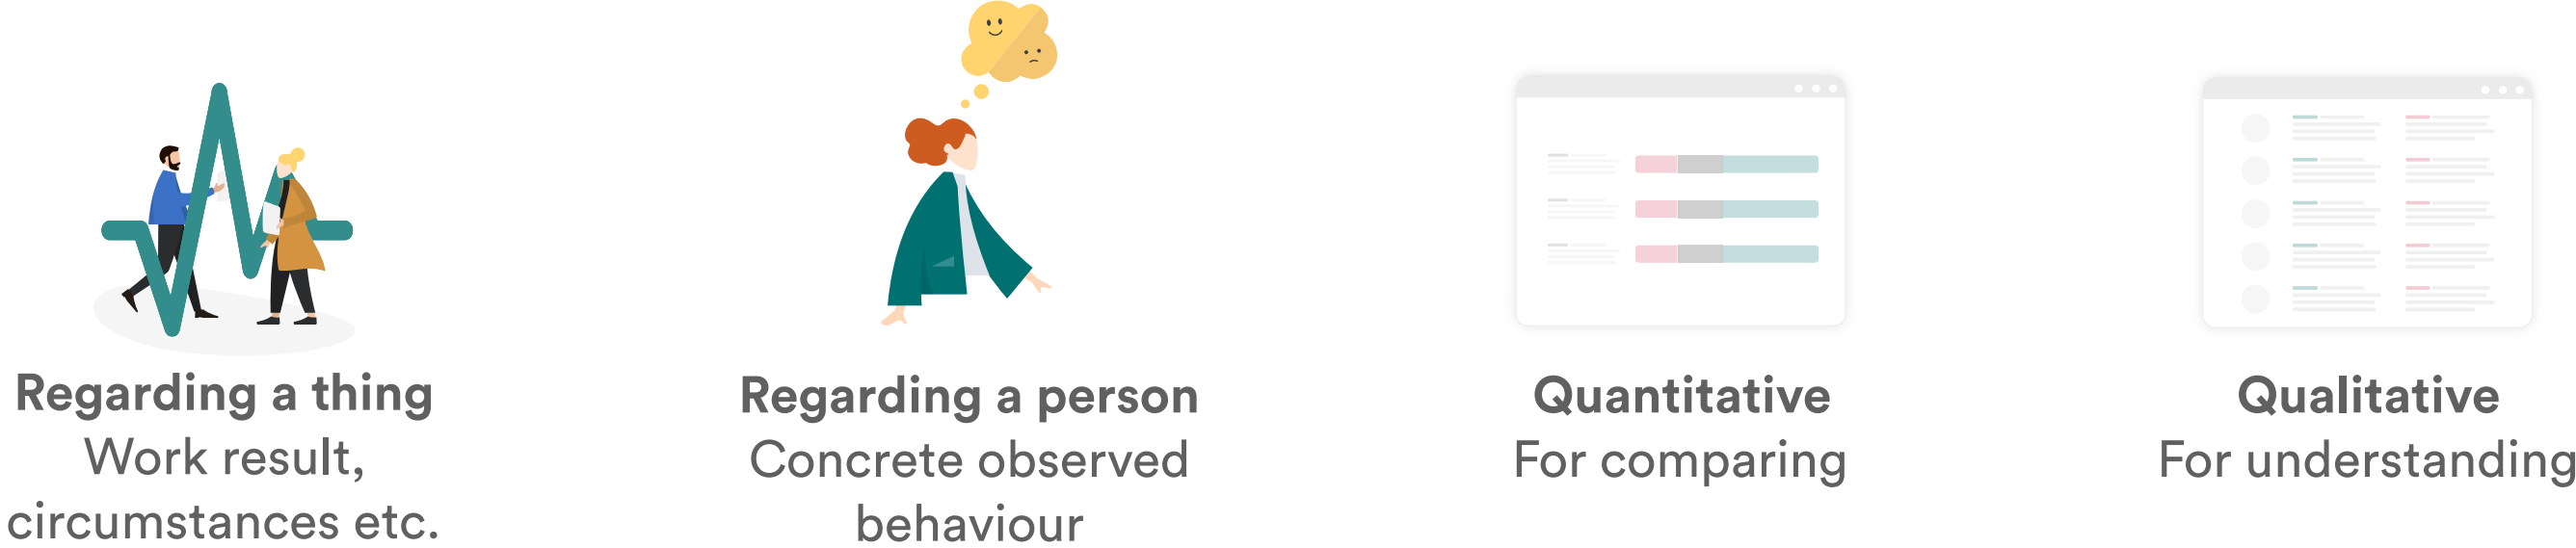 Regarding a thing
Work result,
circumstances etc.
Regarding a person
Concrete observed
behaviour
Quantitative
For comparing
Qualitative
For understanding